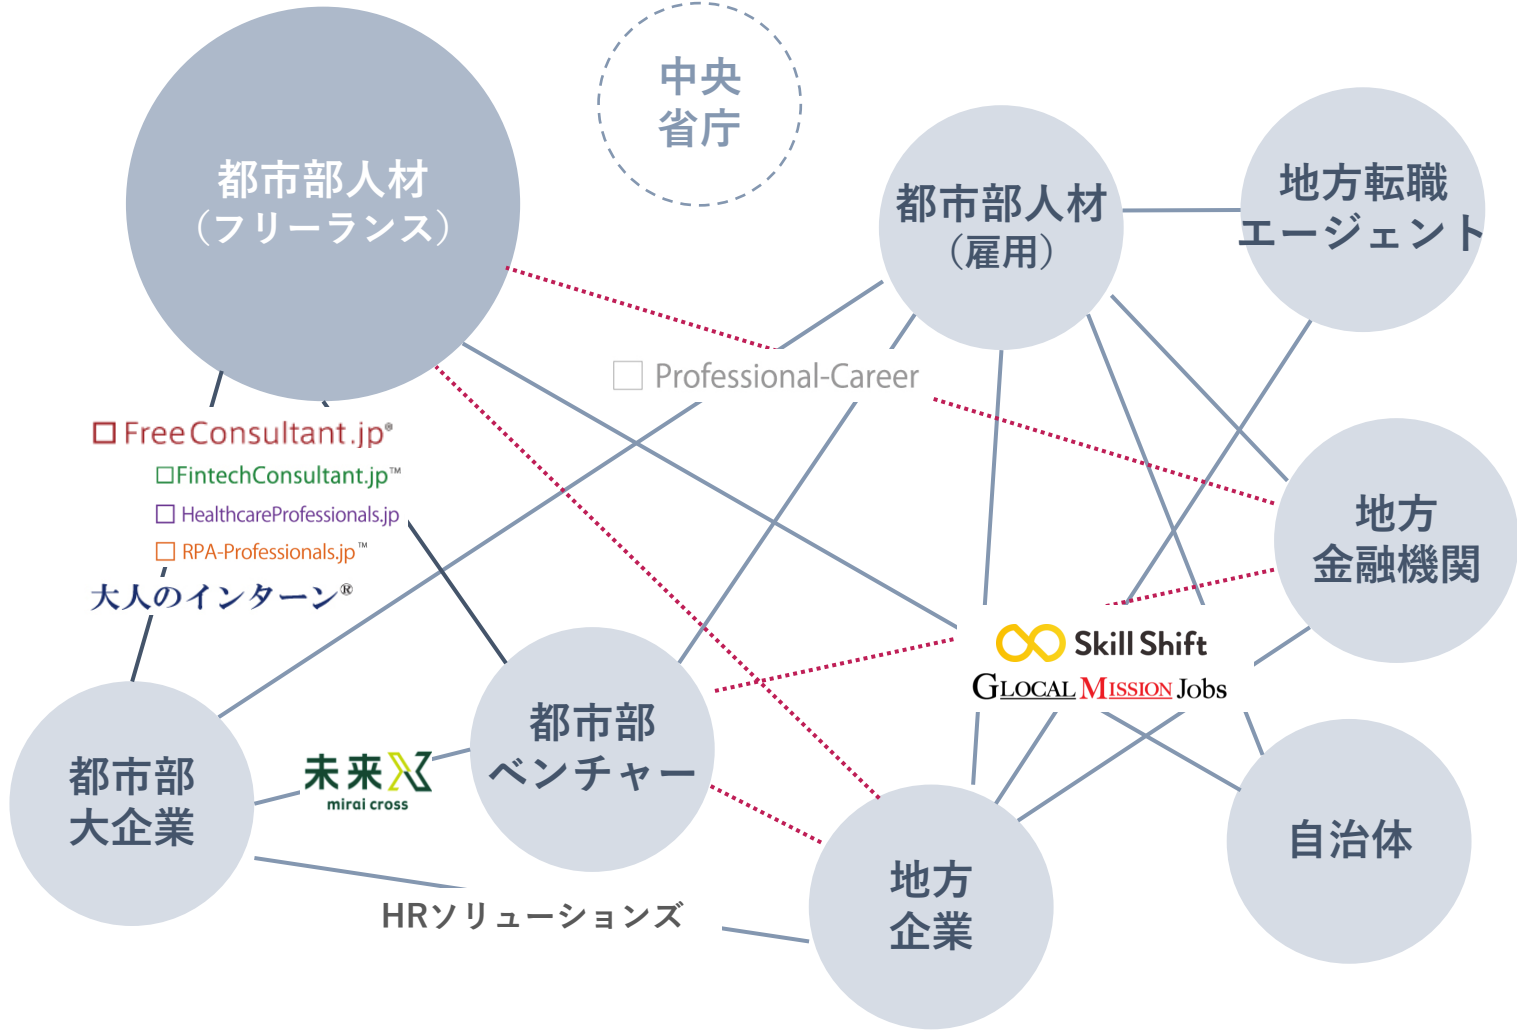 中央
省庁
都市部人材
（フリーランス）
都市部人材
（雇用）
地方転職
エージェント
Professional-Career
FreeConsultant.jp®
FintechConsultant.jp™
HealthcareProfessionals.jp
RPA-Professionals.jp™
大人のインターン®
地方
金融機関
Skill Shift
GLOCAL MISSION Jobs
都市部
ベンチャー
未来X
mirai cross
都市部
大企業
自治体
地方
企業
HRソリューションズ